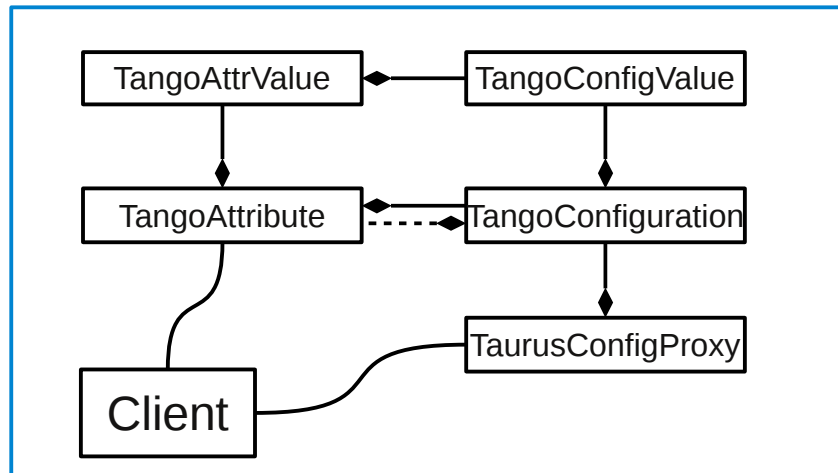 TangoAttrValue
TangoConfigValue
TangoAttribute
TangoConfiguration
TaurusConfigProxy
Client